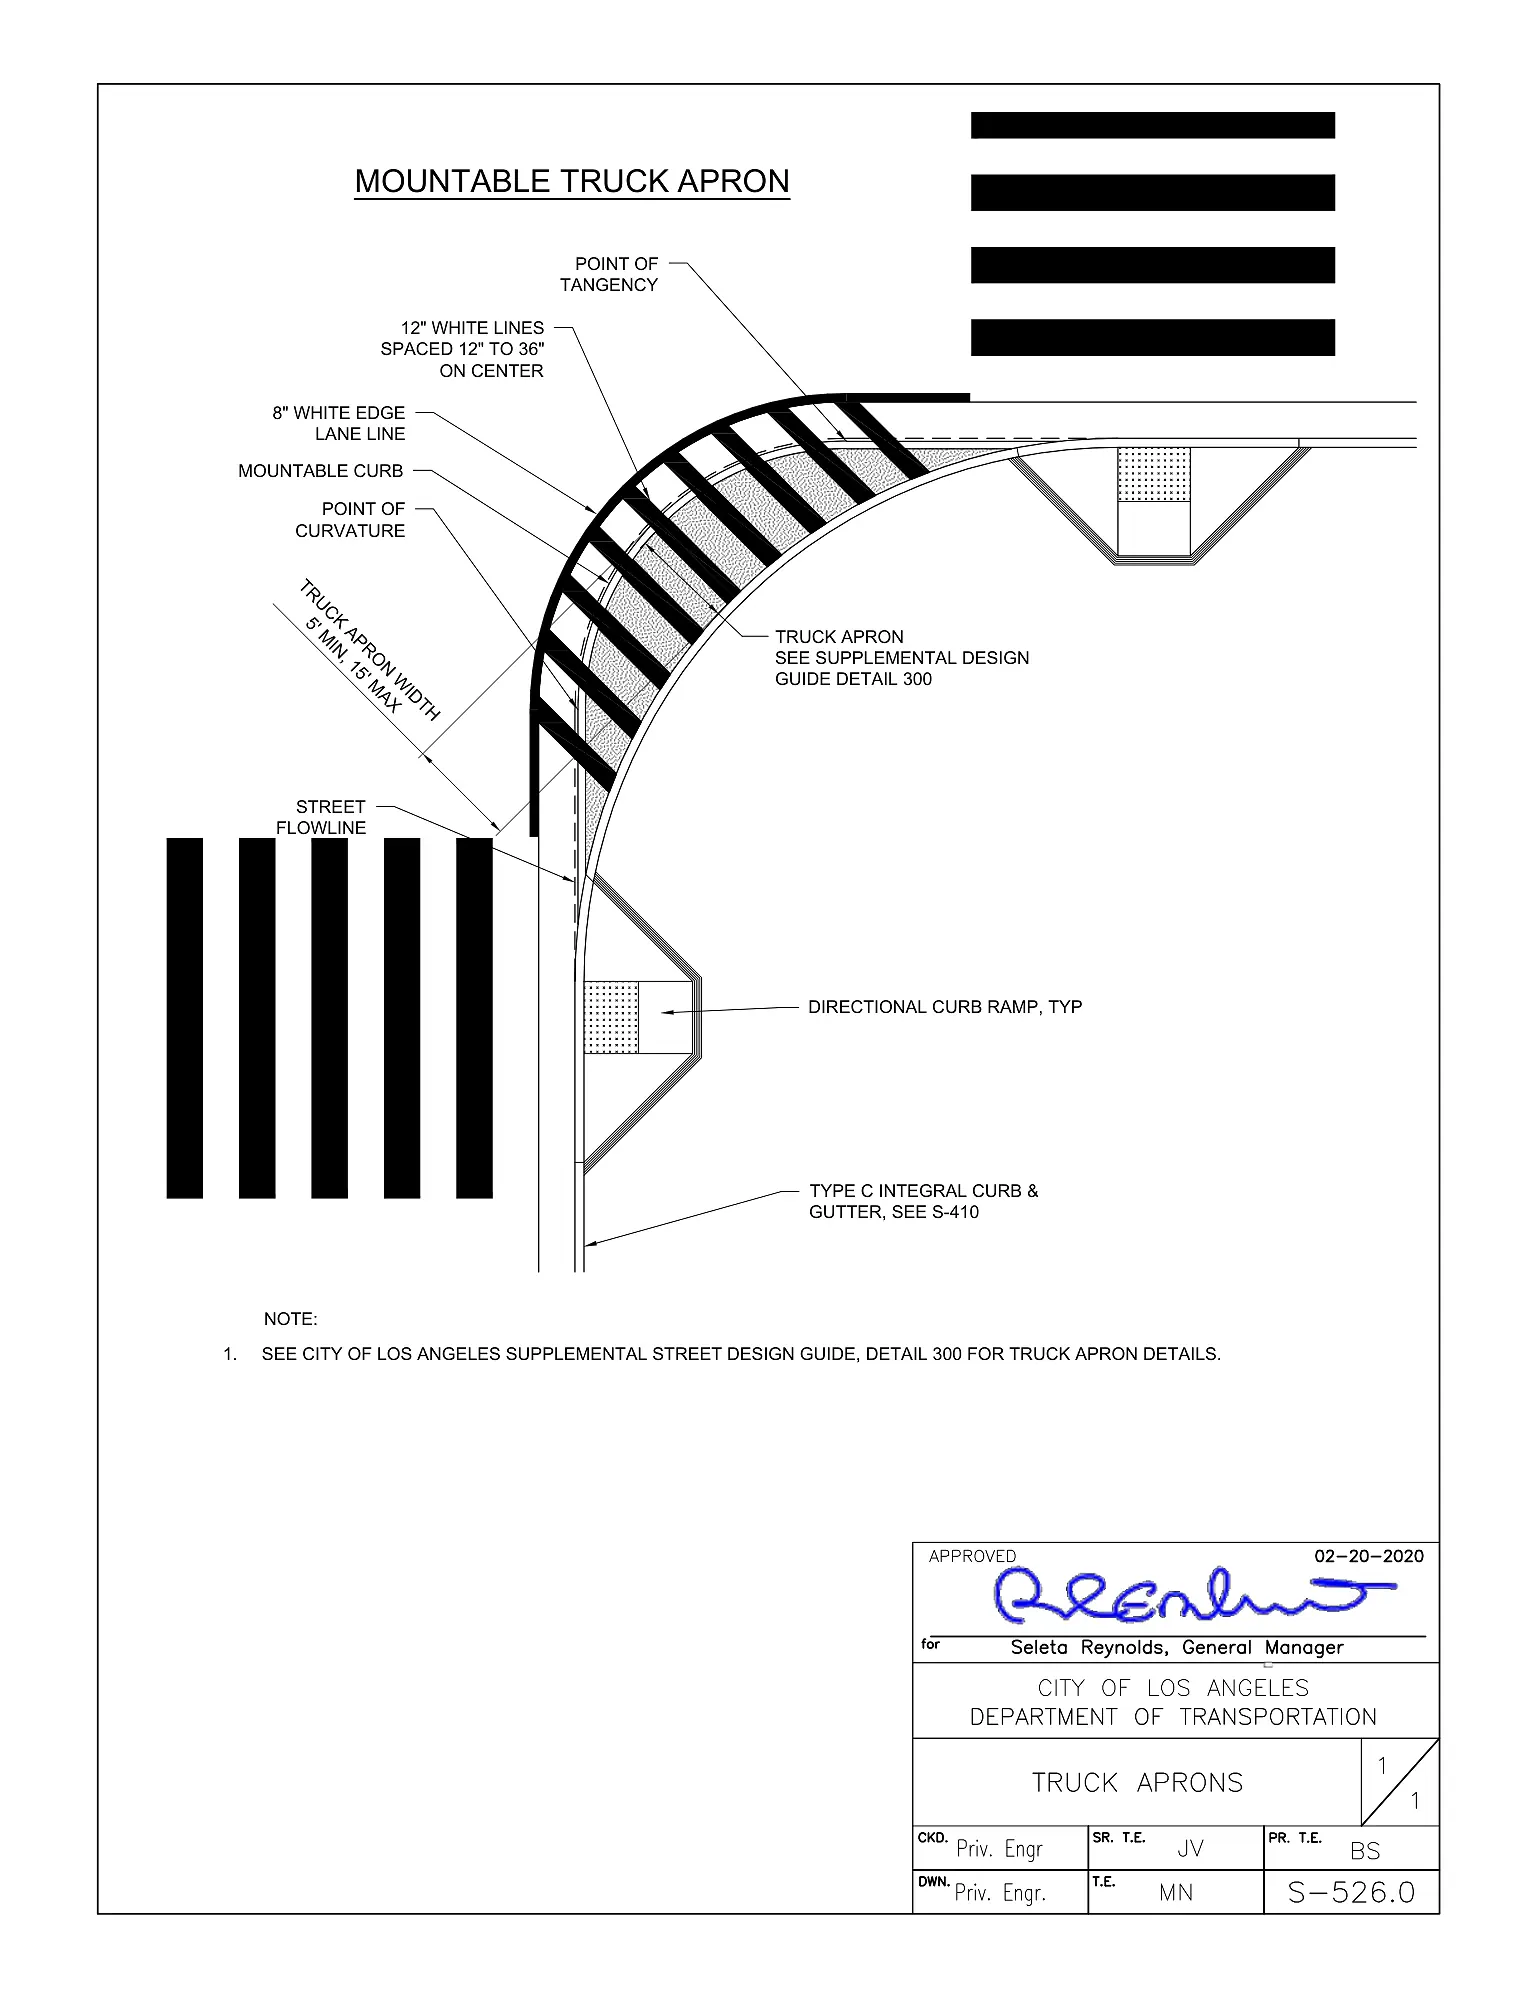 MOUNTABLE TRUCK APRON
POINT OF
TANGENCY
12" WHITE LINES
SPACED 12" TO 36"
ON CENTER
8" WHITE EDGE
LANE LINE
MOUNTABLE CURB
POINT OF
CURVATURE
TRUCK APRON WIDTH
5' MIN, 15' MAX
TRUCK APRON
SEE SUPPLEMENTAL DESIGN
GUIDE DETAIL 300
STREET
FLOWLINE
DIRECTIONAL CURB RAMP, TYP
TYPE C INTEGRAL CURB &
GUTTER, SEE S-410
NOTE:
1. SEE CITY OF LOS ANGELES SUPPLEMENTAL STREET DESIGN GUIDE, DETAIL 300 FOR TRUCK APRON DETAILS.
APPROVED 02-20-2020
for Seleta Reynolds, General Manager
CITY OF LOS ANGELES
DEPARTMENT OF TRANSPORTATION
TRUCK APRONS 1/1
CKD. Priv. Engr SR. T.E. JV PR. T.E. BS
DWN. Priv. Engr. T.E. MN S-526.0